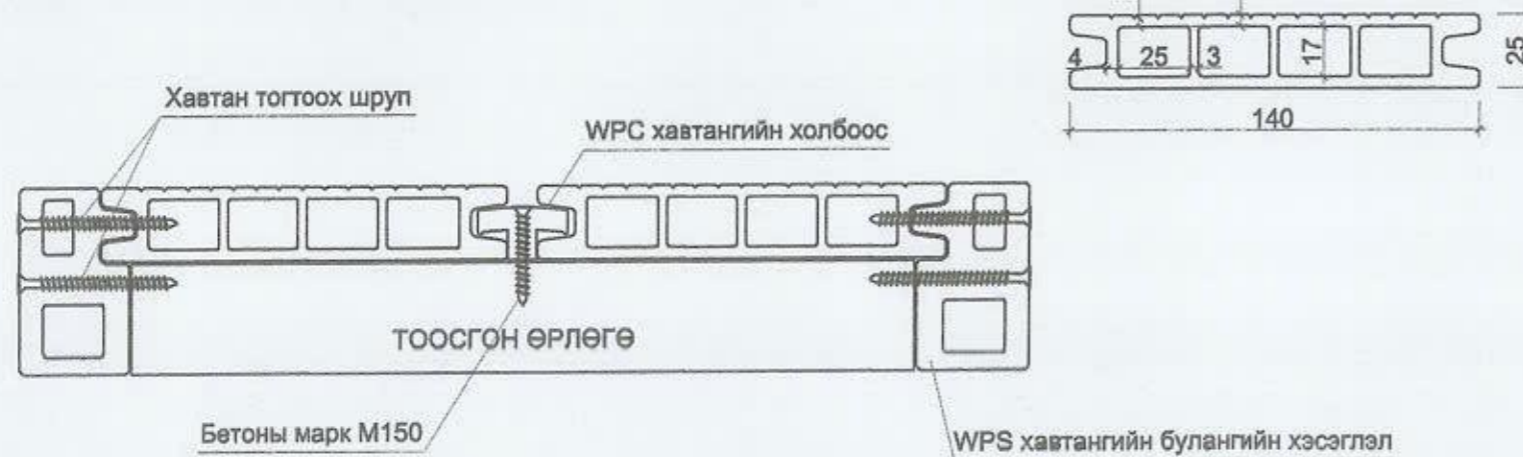 4
25
3
17
25
140
Хавтан тогтоох шруп
WPC хавтангийн холбоос
ТООСГОН ӨРЛӨГӨ
Бетоны марк М150
WPS хавтангийн булангийн хэсэглэл